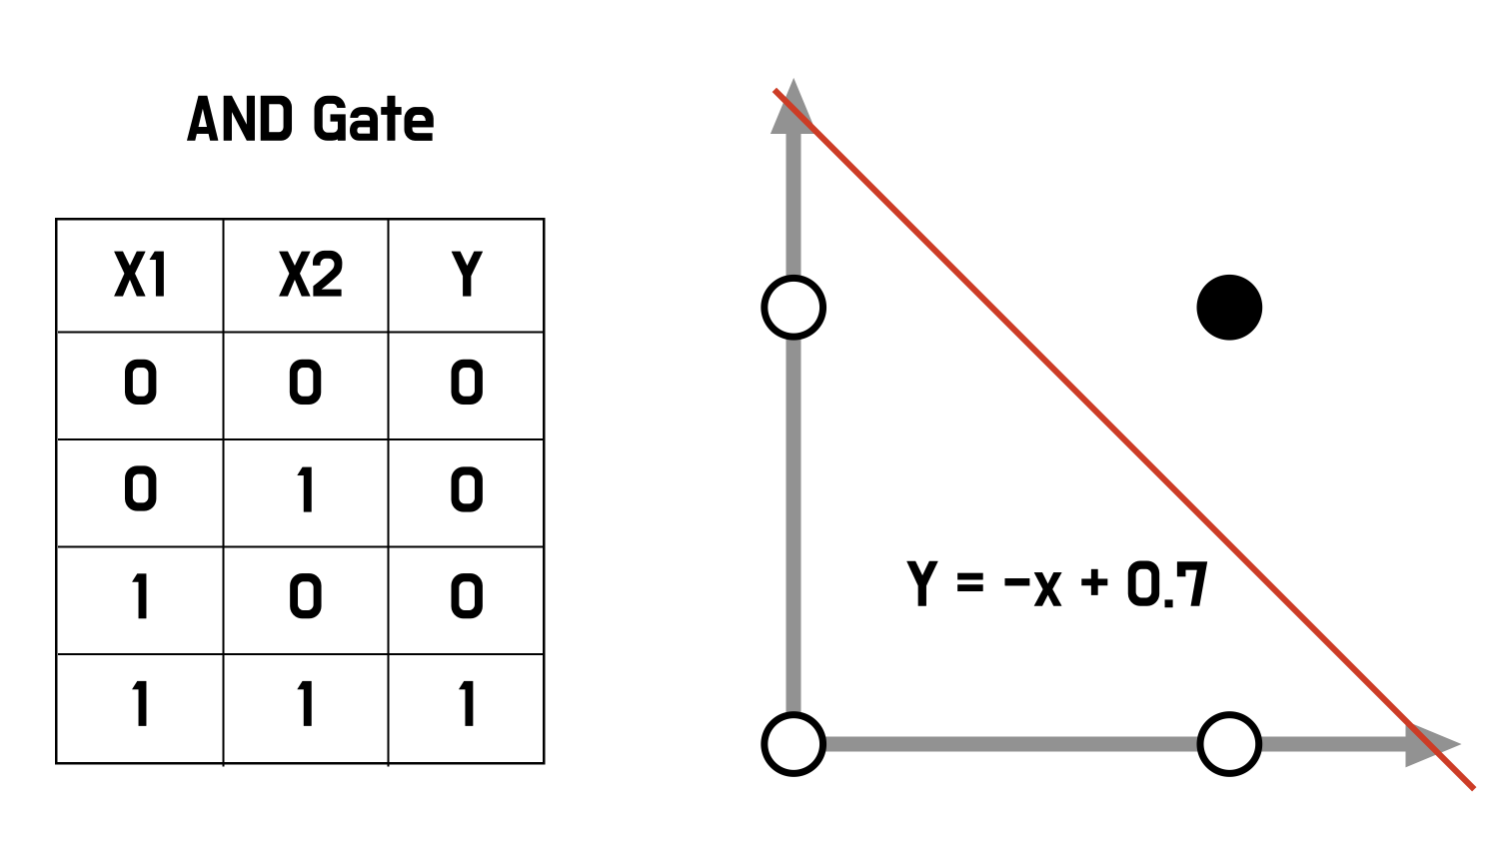 AND Gate
X1 X2 Y
0 0 0
0 1 0
1 0 0
1 1 1
Y = -x + 0.7